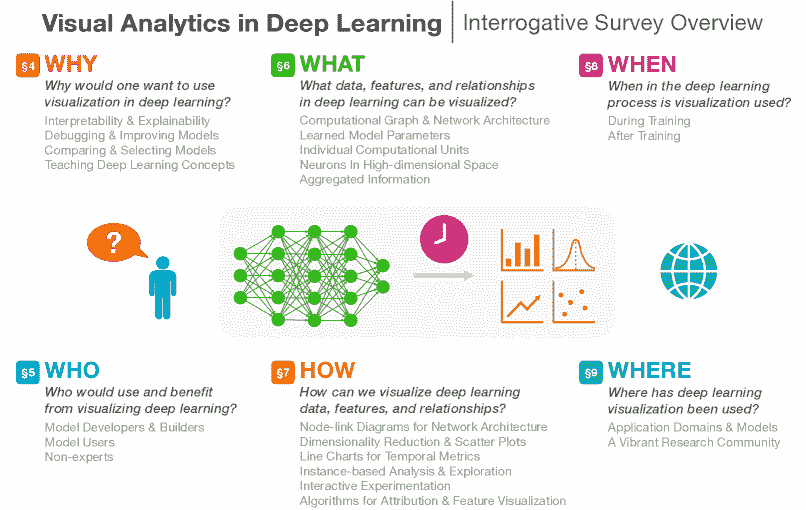 Visual Analytics in Deep Learning | Interrogative Survey Overview
§4 WHY
Why would one want to use
visualization in deep learning?
Interpretability & Explainability
Debugging & Improving Models
Comparing & Selecting Models
Teaching Deep Learning Concepts
§6 WHAT
What data, features, and relationships
in deep learning can be visualized?
Computational Graph & Network Architecture
Learned Model Parameters
Individual Computational Units
Neurons In High-dimensional Space
Aggregated Information
§8 WHEN
When in the deep learning
process is visualization used?
During Training
After Training
?
§5 WHO
Who would use and benefit
from visualizing deep learning?
Model Developers & Builders
Model Users
Non-experts
§7 HOW
How can we visualize deep learning
data, features, and relationships?
Node-link Diagrams for Network Architecture
Dimensionality Reduction & Scatter Plots
Line Charts for Temporal Metrics
Instance-based Analysis & Exploration
Interactive Experimentation
Algorithms for Attribution & Feature Visualization
§9 WHERE
Where has deep learning
visualization been used?
Application Domains & Models
A Vibrant Research Community